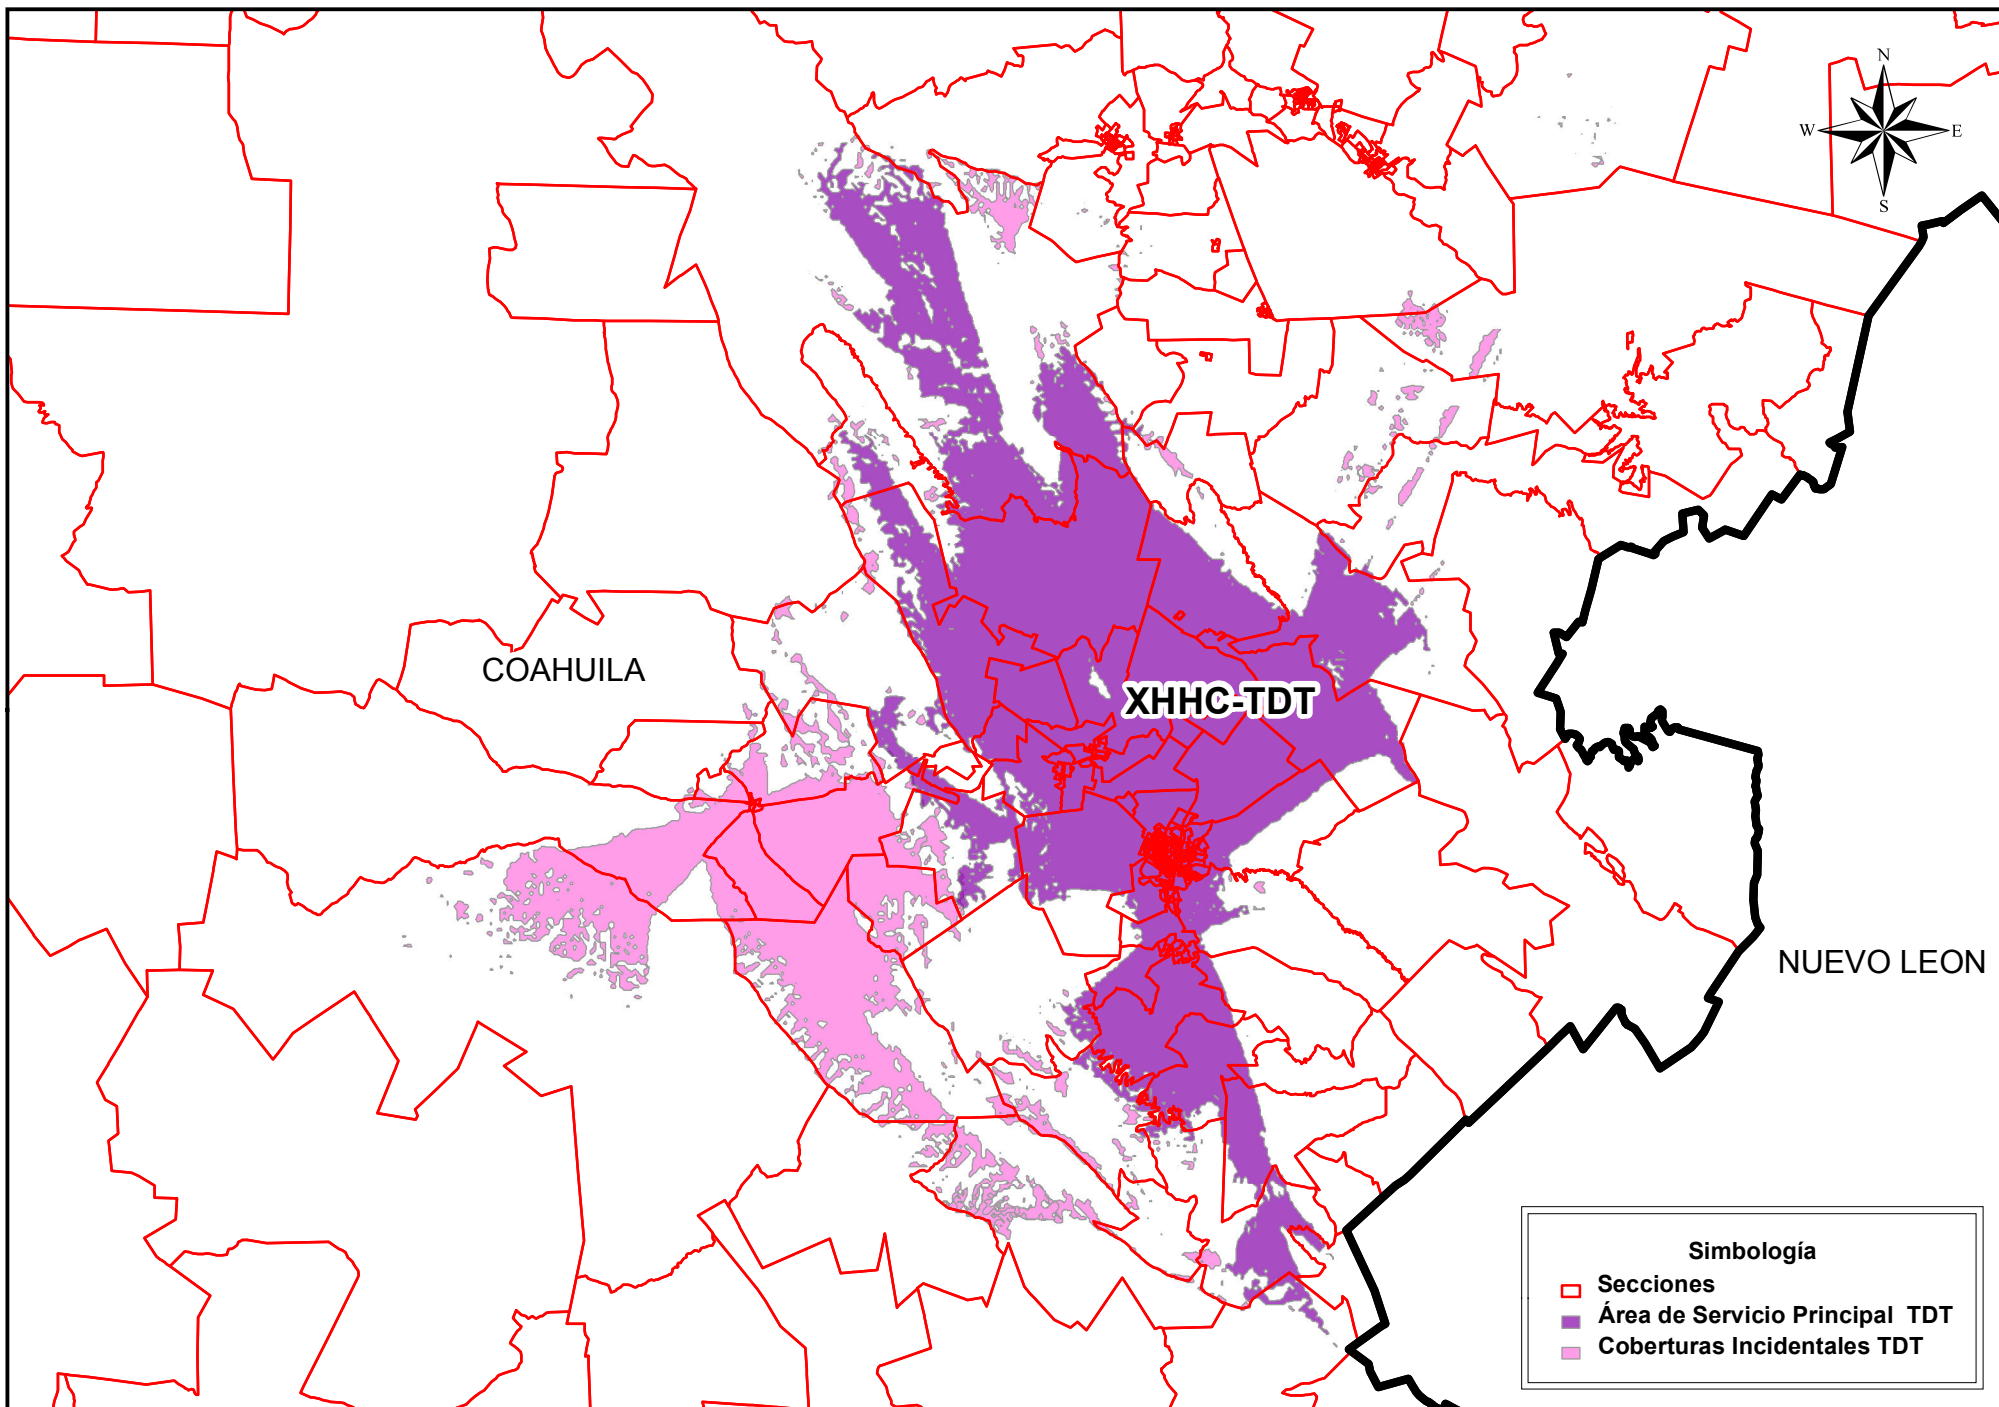 N
W E
S
COAHUILA
XHHC-TDT
NUEVO LEON
Simbología
Secciones
Área de Servicio Principal TDT
Coberturas Incidentales TDT